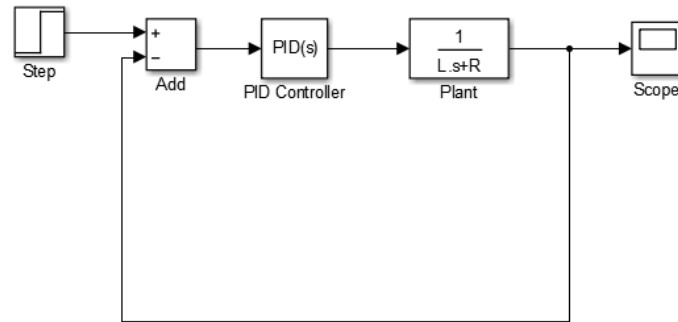 Step
+
−
Add
PID(s)
PID Controller
1
L.s+R
Plant
Scope